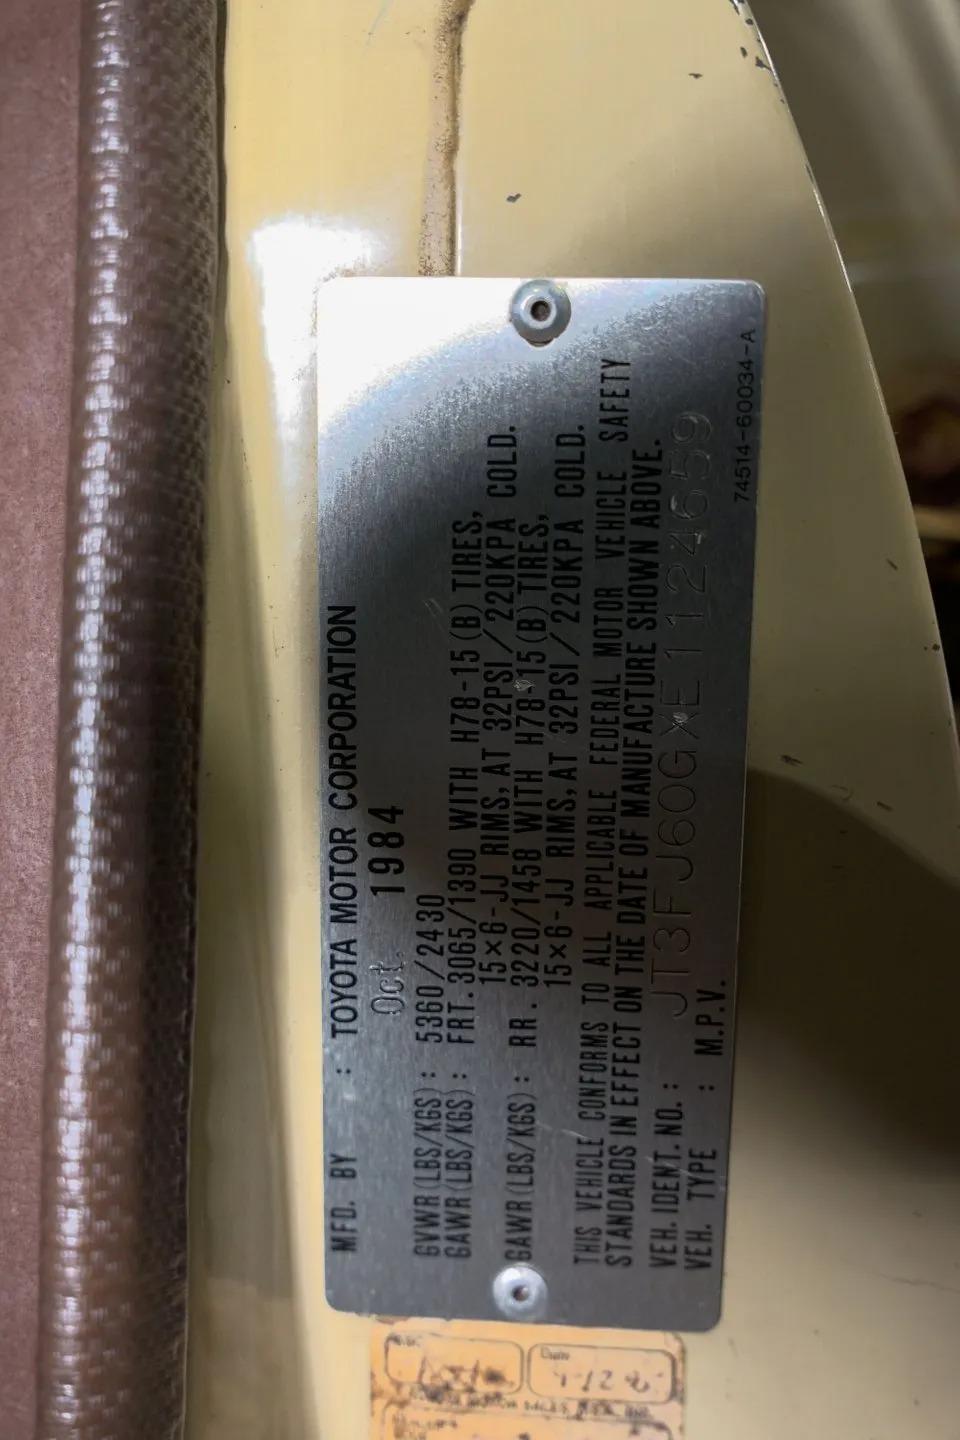 MFD. BY : TOYOTA MOTOR CORPORATION
Oct. 1984
GVWR (LBS/KGS) : 5360/2430
GAWR (LBS/KGS) : FRT. 3065/1390 WITH H78-15 (B) TIRES,
15×6-JJ RIMS, AT 32PSI/220KPA COLD.
GAWR (LBS/KGS) : RR. 3220/1458 WITH H78-15 (B) TIRES,
15×6-JJ RIMS, AT 32PSI/220KPA COLD.
THIS VEHICLE CONFORMS TO ALL APPLICABLE FEDERAL MOTOR VEHICLE SAFETY
STANDARDS IN EFFECT ON THE DATE OF MANUFACTURE SHOWN ABOVE.
VEH. IDENT. NO. : JT3FJ60GXE1124659
VEH. TYPE : M.P.V.
74514-60034-A
Date